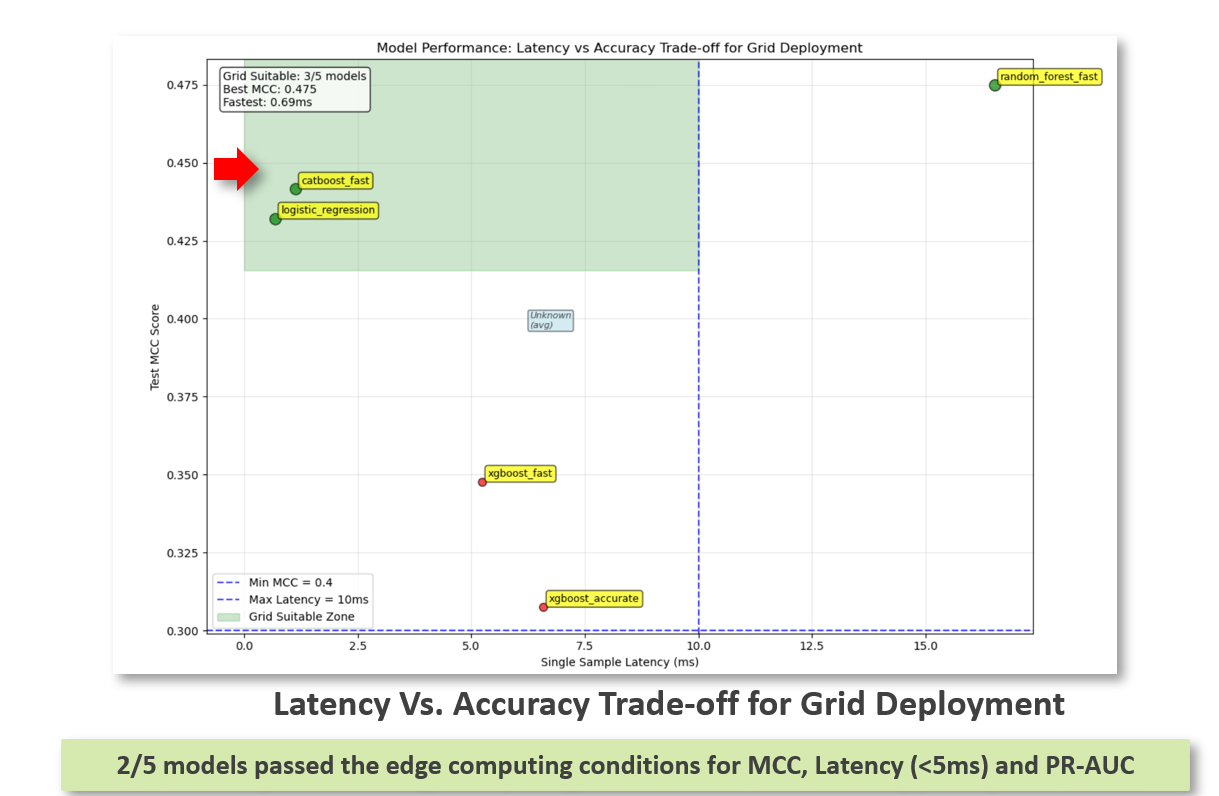 Model Performance: Latency vs Accuracy Trade-off for Grid Deployment
Grid Suitable: 3/5 models
Best MCC: 0.475
Fastest: 0.69ms
random_forest_fast
catboost_fast
logistic_regression
Unknown
(avg)
xgboost_fast
xgboost_accurate
Test MCC Score
0.475
0.450
0.425
0.400
0.375
0.350
0.325
0.300
Min MCC = 0.4
Max Latency = 10ms
Grid Suitable Zone
0.0 2.5 5.0 7.5 10.0 12.5 15.0
Single Sample Latency (ms)
Latency Vs. Accuracy Trade-off for Grid Deployment
2/5 models passed the edge computing conditions for MCC, Latency (<5ms) and PR-AUC